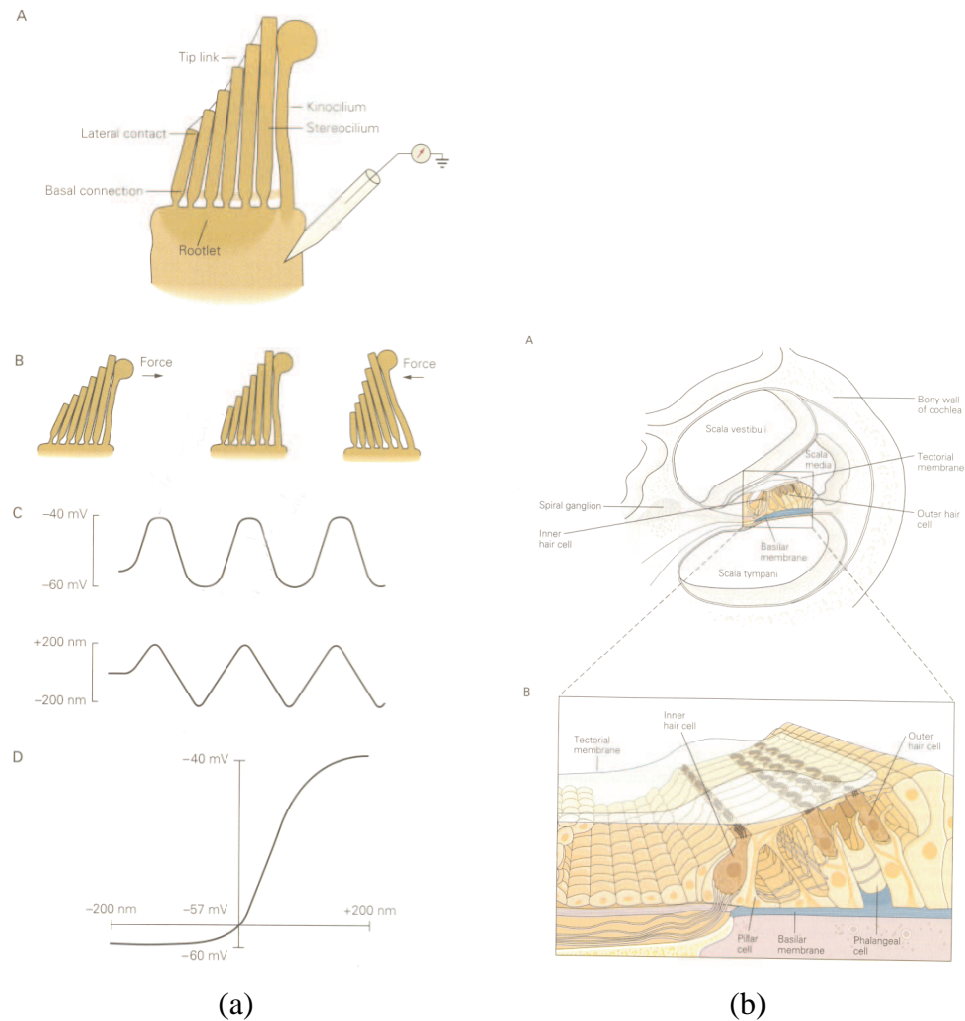 A
Tip link
Kinocilium
Lateral contact
Stereocilium
Basal connection
Rootlet
B
Force
Force
C
−40 mV
−60 mV
+200 nm
−200 nm
D
−40 mV
−200 nm
−57 mV
+200 nm
−60 mV
(a)
A
Bony wall
of cochlea
Scala vestibuli
Tectorial
membrane
Scala
media
Spiral ganglion
Outer hair
cell
Inner
hair cell
Basilar
membrane
Scala tympani
B
Inner
hair cell
Tectorial
membrane
Outer
hair cell
Pillar
cell
Basilar
membrane
Phalangeal
cell
(b)